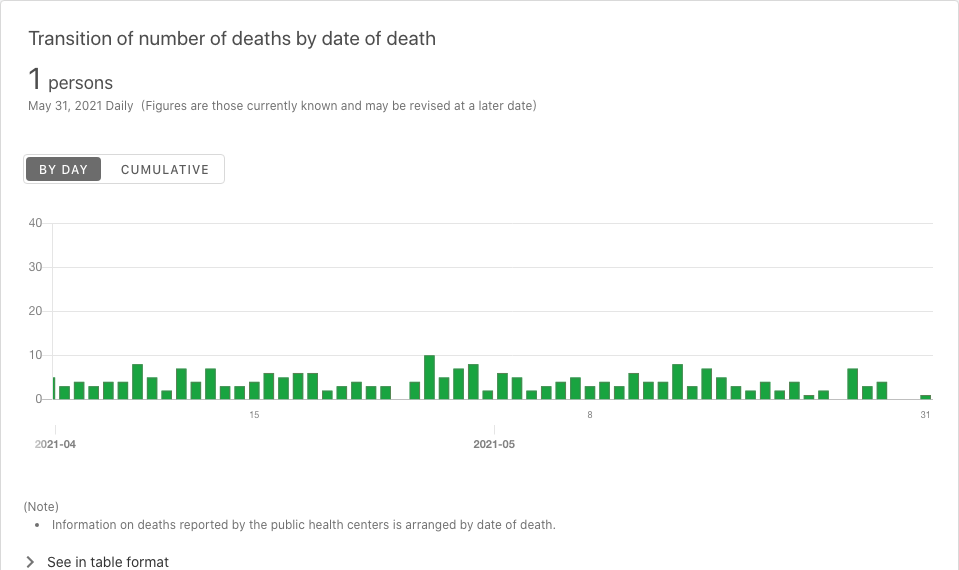 Transition of number of deaths by date of death
1 persons
May 31, 2021 Daily (Figures are those currently known and may be revised at a later date)
BY DAY CUMULATIVE
40
30
20
10
0
15 8 31
2021-04 2021-05
(Note)
• Information on deaths reported by the public health centers is arranged by date of death.
See in table format